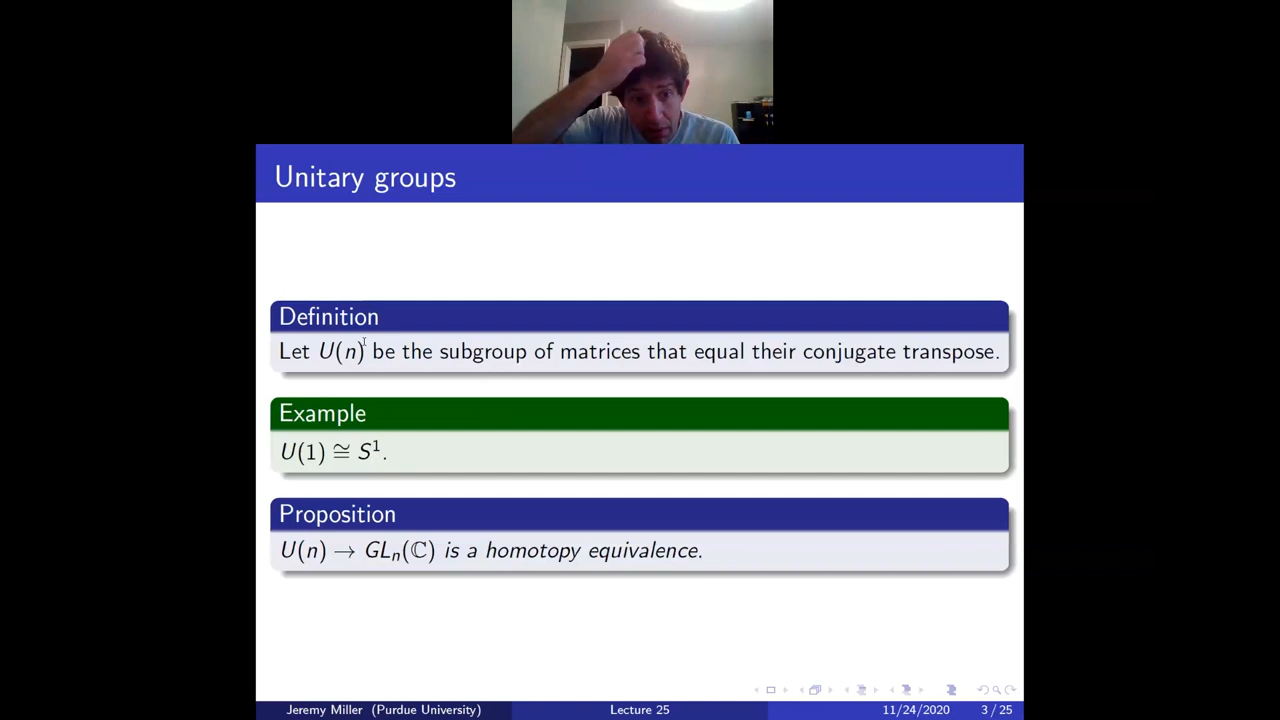 Unitary groups
Definition
Let U(n) be the subgroup of matrices that equal their conjugate transpose.
Example
U(1) ≅ S¹.
Proposition
U(n) → GLₙ(ℂ) is a homotopy equivalence.
Jeremy Miller (Purdue University) Lecture 25 11/24/2020 3 / 25